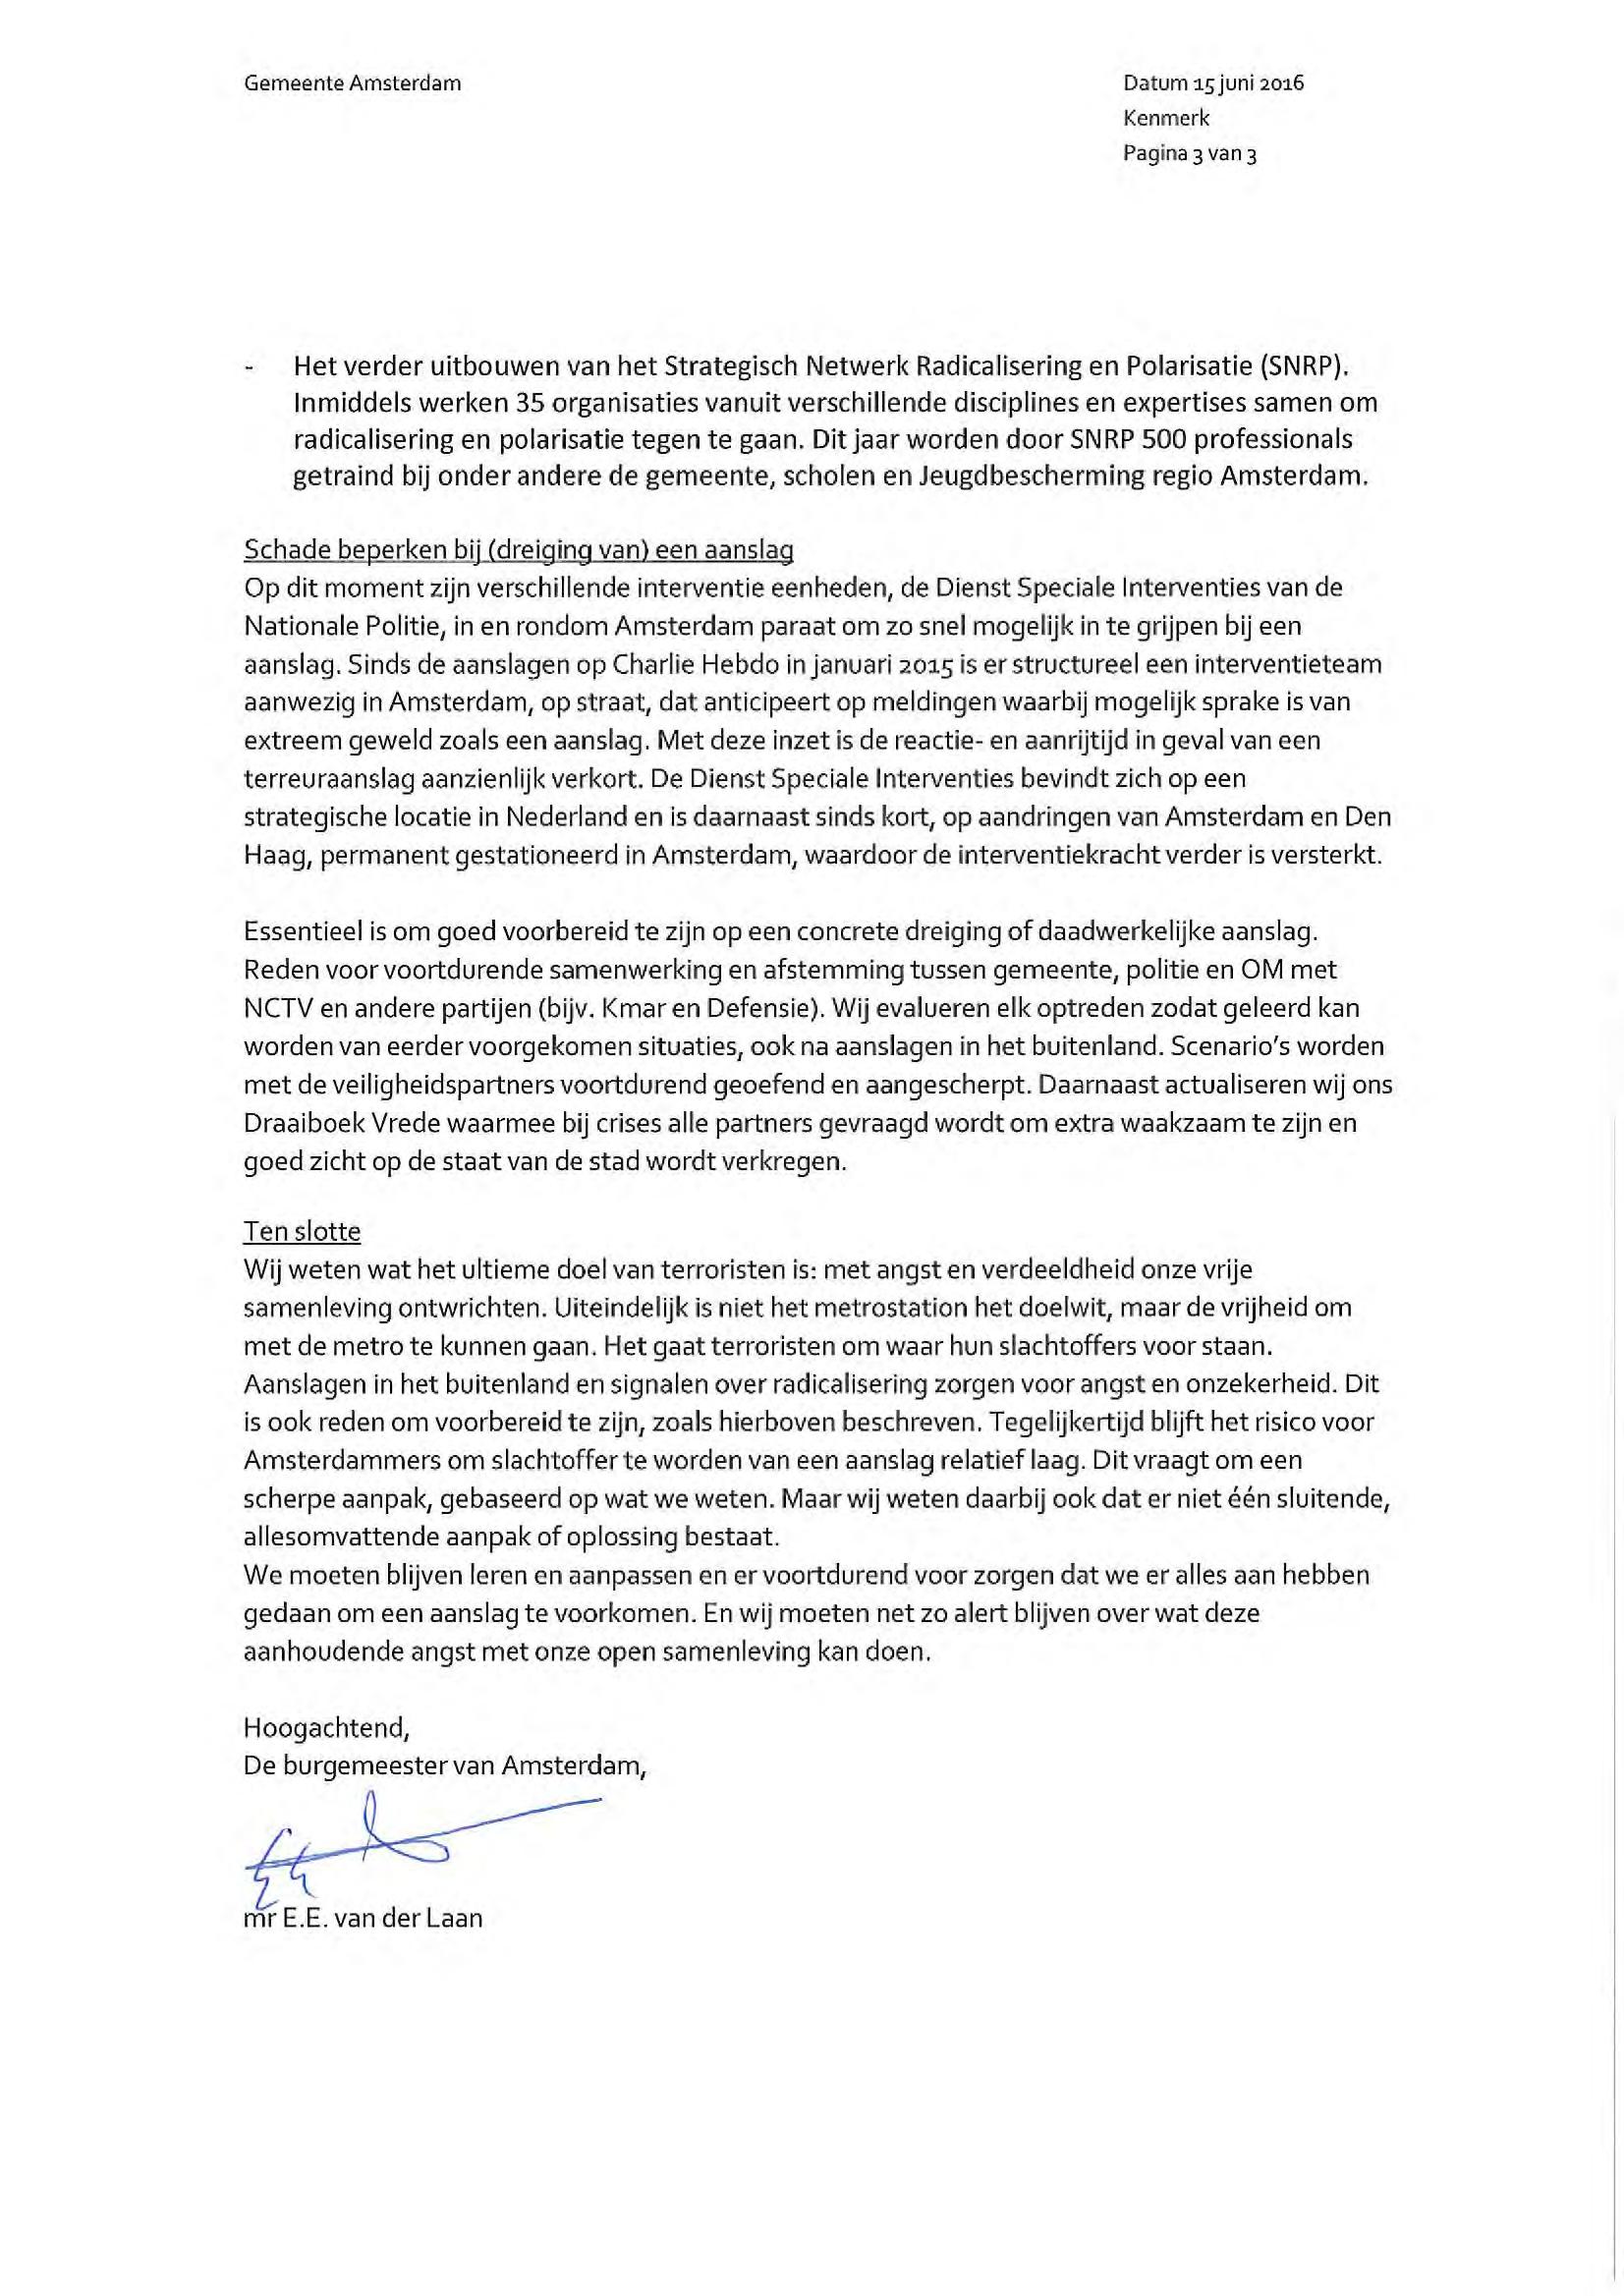 Gemeente Amsterdam
Datum 15 juni 2016
Kenmerk
Pagina 3 van 3
- Het verder uitbouwen van het Strategisch Netwerk Radicalisering en Polarisatie (SNRP).
Inmiddels werken 35 organisaties vanuit verschillende disciplines en expertises samen om
radicalisering en polarisatie tegen te gaan. Dit jaar worden door SNRP 500 professionals
getraind bij onder andere de gemeente, scholen en Jeugdbescherming regio Amsterdam.
Schade beperken bij (dreiging van) een aanslag
Op dit moment zijn verschillende interventie eenheden, de Dienst Speciale Interventies van de
Nationale Politie, in en rondom Amsterdam paraat om zo snel mogelijk in te grijpen bij een
aanslag. Sinds de aanslagen op Charlie Hebdo in januari 2015 is er structureel een interventieteam
aanwezig in Amsterdam, op straat, dat anticipeert op meldingen waarbij mogelijk sprake is van
extreem geweld zoals een aanslag. Met deze inzet is de reactie- en aanrijtijd in geval van een
terreuraanslag aanzienlijk verkort. De Dienst Speciale Interventies bevindt zich op een
strategische locatie in Nederland en is daarnaast sinds kort, op aandringen van Amsterdam en Den
Haag, permanent gestationeerd in Amsterdam, waardoor de interventiekracht verder is versterkt.
Essentieel is om goed voorbereid te zijn op een concrete dreiging of daadwerkelijke aanslag.
Reden voor voortdurende samenwerking en afstemming tussen gemeente, politie en OM met
NCTV en andere partijen (bijv. Kmar en Defensie). Wij evalueren elk optreden zodat geleerd kan
worden van eerder voorgekomen situaties, ook na aanslagen in het buitenland. Scenario's worden
met de veiligheidspartners voortdurend geoefend en aangescherpt. Daarnaast actualiseren wij ons
Draaiboek Vrede waarmee bij crises alle partners gevraagd wordt om extra waakzaam te zijn en
goed zicht op de staat van de stad wordt verkregen.
Ten slotte
Wij weten wat het ultieme doel van terroristen is: met angst en verdeeldheid onze vrije
samenleving ontwrichten. Uiteindelijk is niet het metrostation het doelwit, maar de vrijheid om
met de metro te kunnen gaan. Het gaat terroristen om waar hun slachtoffers voor staan.
Aanslagen in het buitenland en signalen over radicalisering zorgen voor angst en onzekerheid. Dit
is ook reden om voorbereid te zijn, zoals hierboven beschreven. Tegelijkertijd blijft het risico voor
Amsterdammers om slachtoffer te worden van een aanslag relatief laag. Dit vraagt om een
scherpe aanpak, gebaseerd op wat we weten. Maar wij weten daarbij ook dat er niet één sluitende,
allesomvattende aanpak of oplossing bestaat.
We moeten blijven leren en aanpassen en er voortdurend voor zorgen dat we er alles aan hebben
gedaan om een aanslag te voorkomen. En wij moeten net zo alert blijven over wat deze
aanhoudende angst met onze open samenleving kan doen.
Hoogachtend,
De burgemeester van Amsterdam,
mr E.E. van der Laan